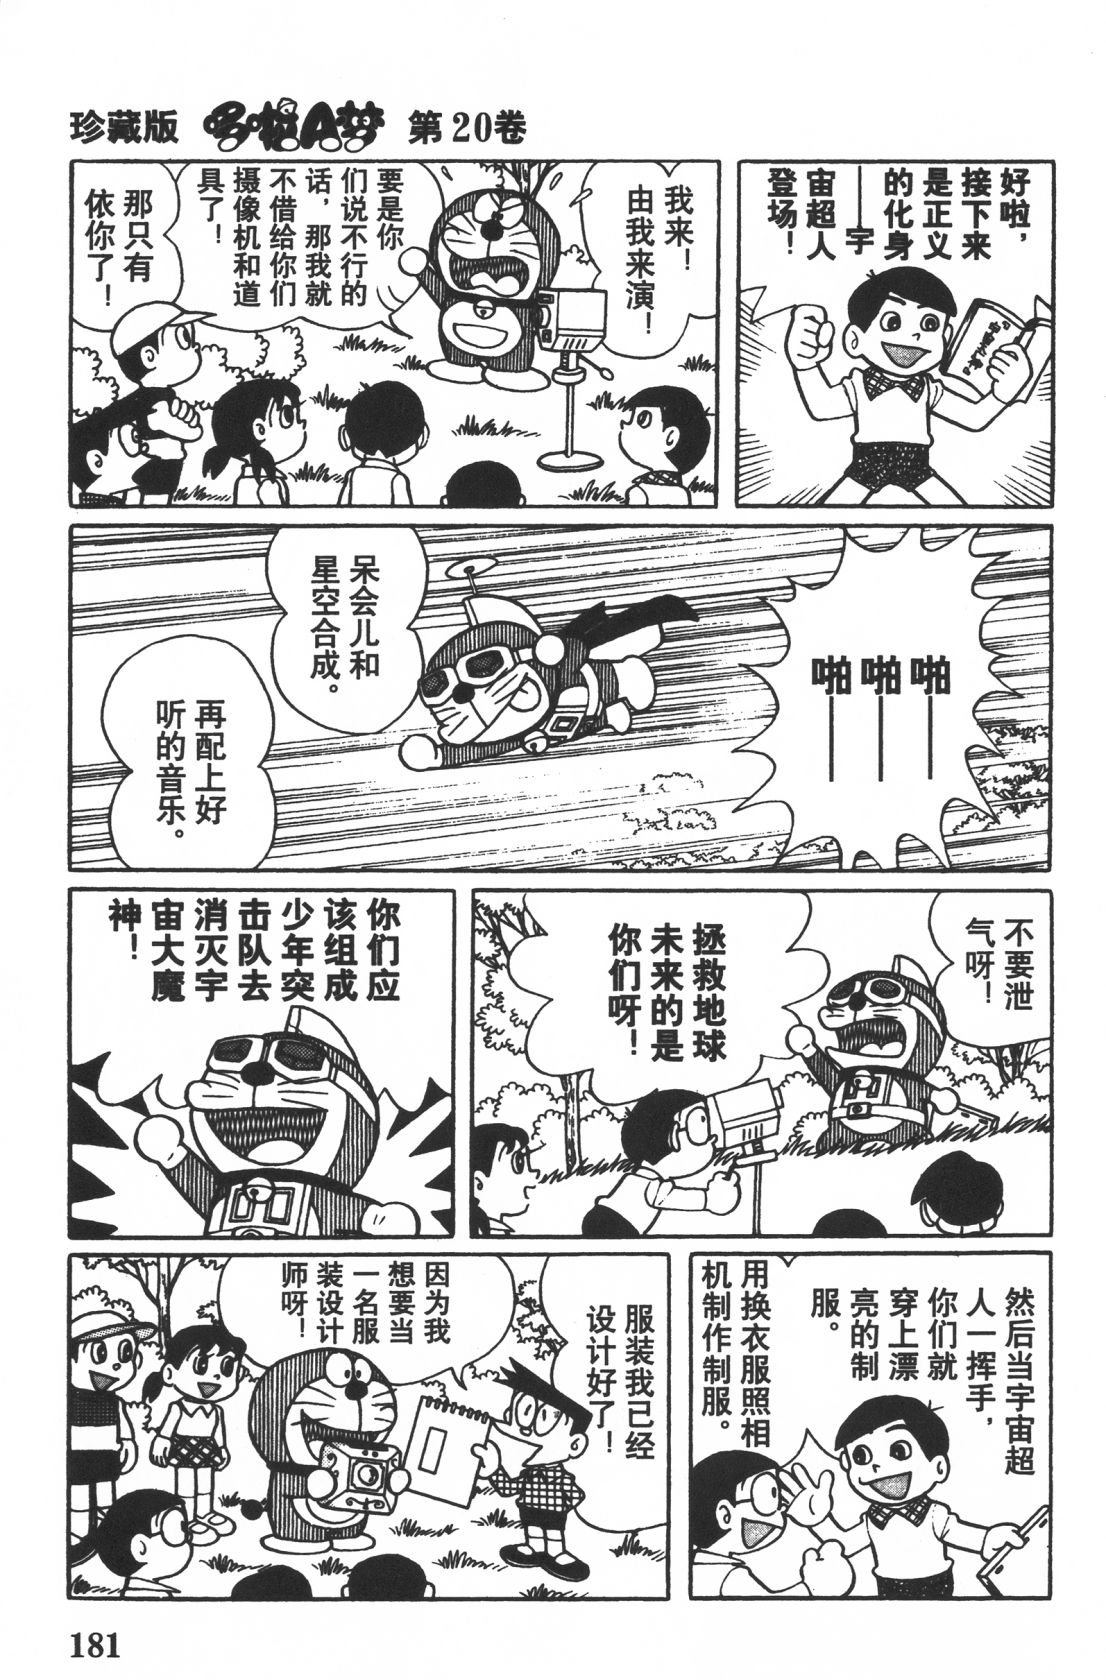 珍藏版 哆啦A梦 第20卷
好啦，
接下来
是正义
的化身
——宇
宙超人
登场！
我来！
由我来演！
要是你
们说不行的
话，那我就
不借给你们
摄像机和道
具了！
那只有
依你了！
啪——
啪——
啪——
呆会儿和
星空合成。
再配上好
听的音乐。
不要泄
气呀！
拯救地球
未来的是
你们呀！
你们应
该组成
少年突
击队去
消灭宇
宙大魔
神！
然后当宇宙超
人一挥手，
你们就
穿上漂
亮的制
服。
用换衣服照相
机制作制服。
服装我已经
设计好了！
因为我
想要当
一名服
装设计
师呀！
181